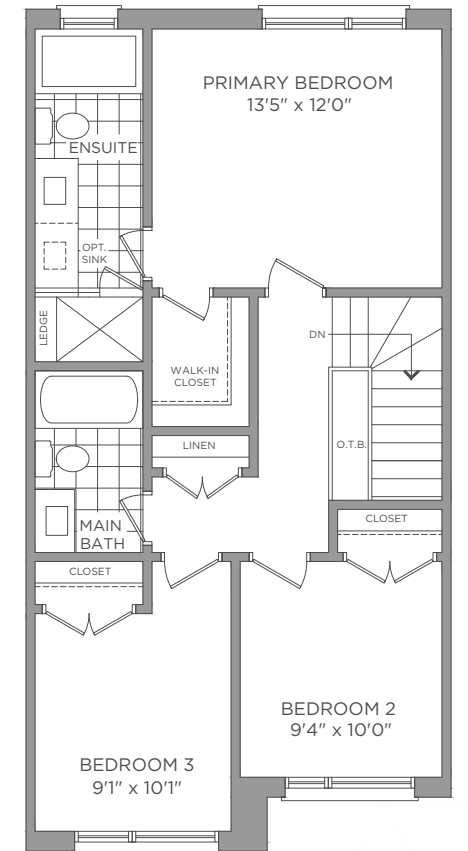 PRIMARY BEDROOM
13'5" x 12'0"
ENSUITE
OPT.
SINK
LEDGE
DN
WALK-IN
CLOSET
LINEN
O.T.B.
MAIN
BATH
CLOSET
CLOSET
BEDROOM 2
9'4" x 10'0"
BEDROOM 3
9'1" x 10'1"